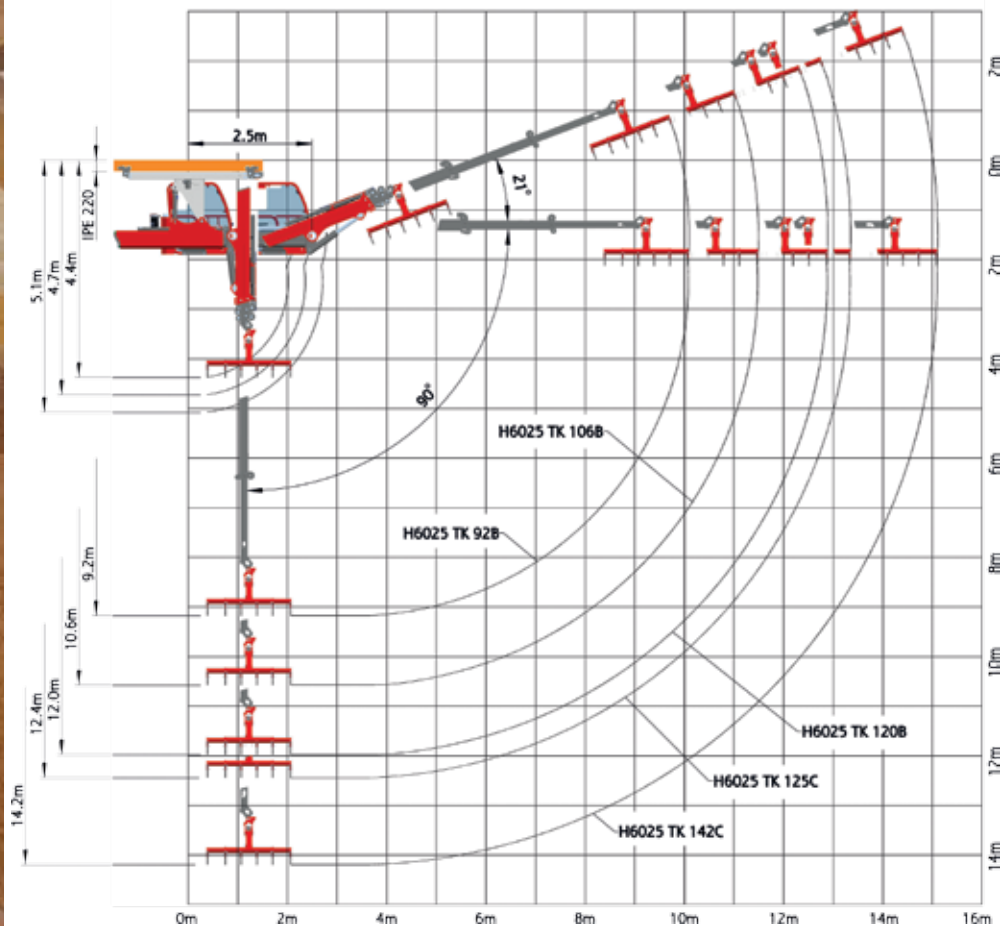 2.5m
IPE 220
4.4m
4.7m
5.1m
21°
90°
H6025 TK 106B
H6025 TK 92B
9.2m
10.6m
12.0m
12.4m
14.2m
H6025 TK 120B
H6025 TK 125C
H6025 TK 142C
2m
0m
2m
4m
6m
8m
10m
12m
14m
0m
2m
4m
6m
8m
10m
12m
14m
16m